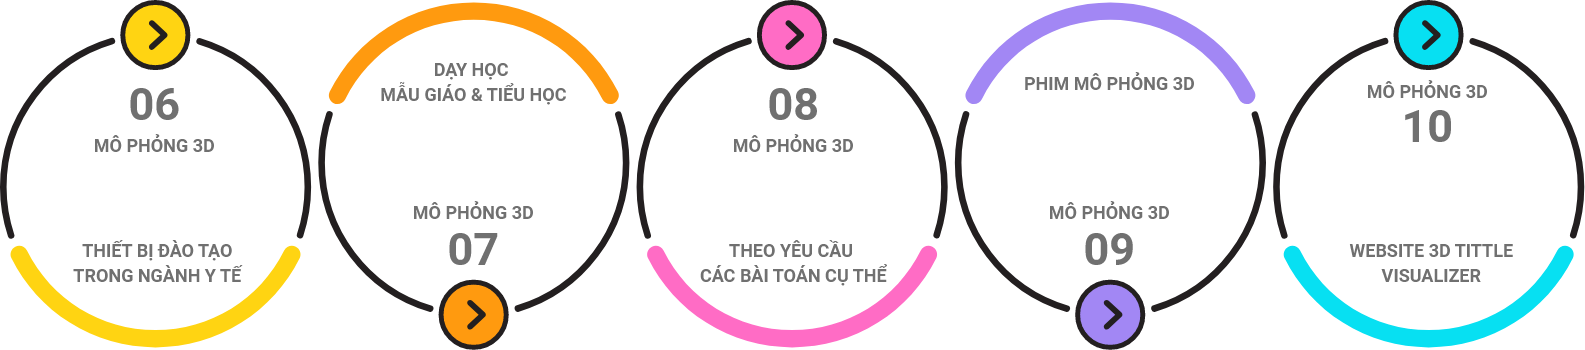 06
MÔ PHỎNG 3D
THIẾT BỊ ĐÀO TẠO
TRONG NGÀNH Y TẾ
DẠY HỌC
MẪU GIÁO & TIỂU HỌC
MÔ PHỎNG 3D
07
08
MÔ PHỎNG 3D
THEO YÊU CẦU
CÁC BÀI TOÁN CỤ THỂ
PHIM MÔ PHỎNG 3D
MÔ PHỎNG 3D
09
MÔ PHỎNG 3D
10
WEBSITE 3D TITTLE
VISUALIZER